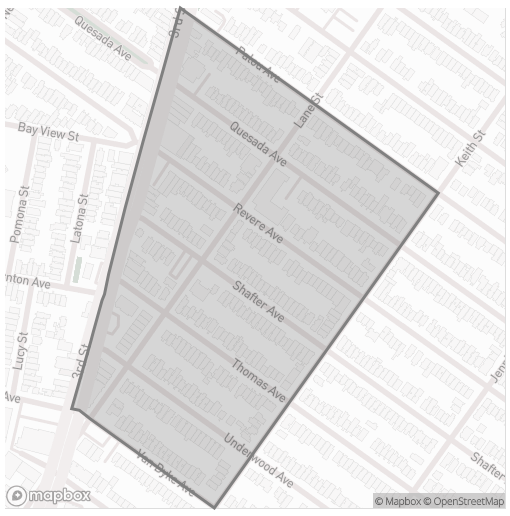 Quesada Ave
3rd S
Palou Ave
Lane St
Keith St
Bay View St
Quesada Ave
Pomona St
Latona St
Revere Ave
nton Ave
Shafter Ave
Lucy St
3rd St
Thomas Ave
Jenn
Ave
Underwood Ave
Shafter
Van Dyke Ave
mapbox
© Mapbox © OpenStreetMap